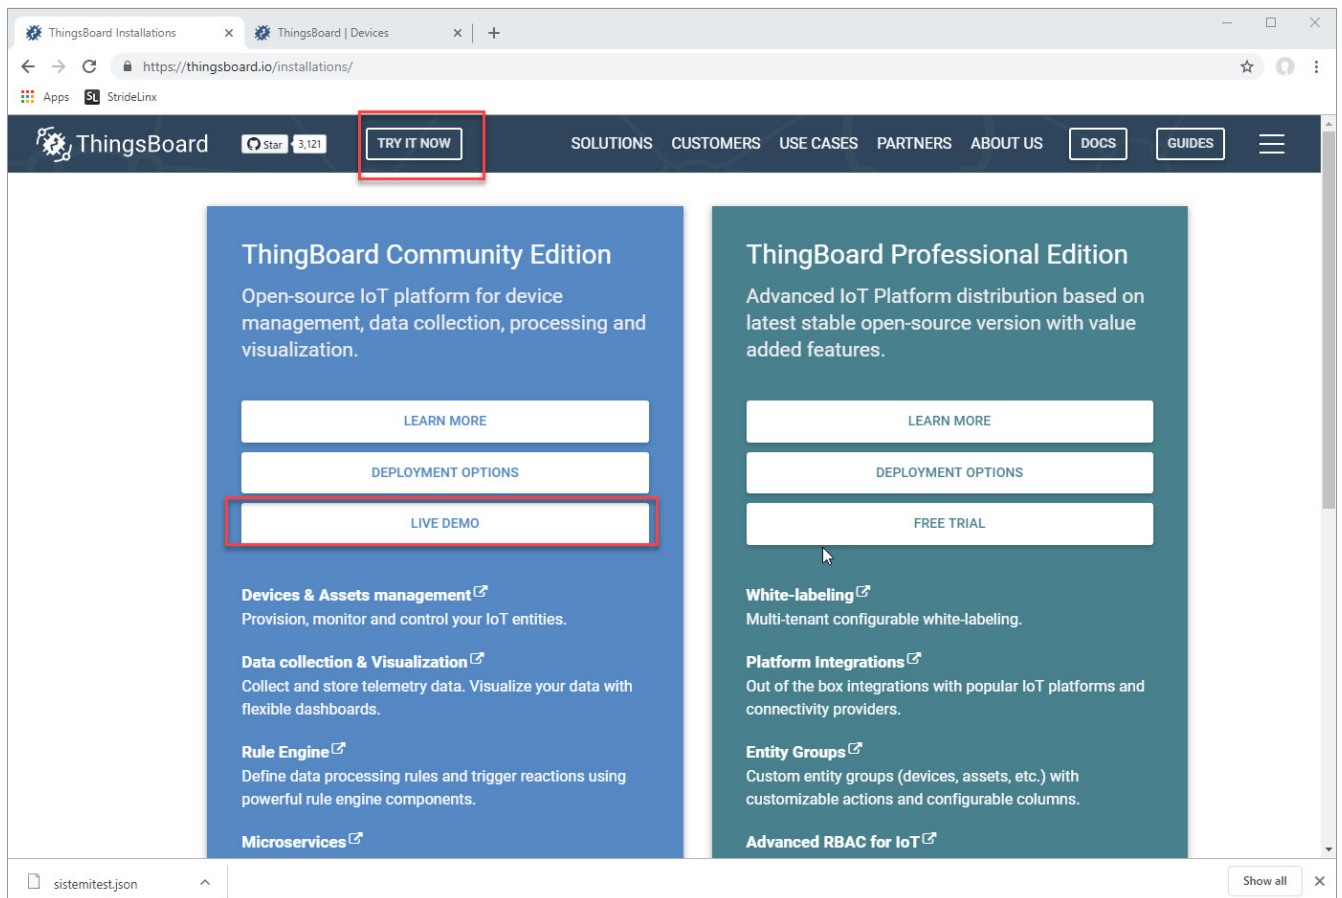 ThingsBoard Installations
ThingsBoard | Devices
https://thingsboard.io/installations/
Apps
SL StrideLinx
ThingsBoard
Star 3,121
TRY IT NOW
SOLUTIONS
CUSTOMERS
USE CASES
PARTNERS
ABOUT US
DOCS
GUIDES
ThingBoard Community Edition
Open-source IoT platform for device
management, data collection, processing and
visualization.
LEARN MORE
DEPLOYMENT OPTIONS
LIVE DEMO
Devices & Assets management
Provision, monitor and control your IoT entities.
Data collection & Visualization
Collect and store telemetry data. Visualize your data with
flexible dashboards.
Rule Engine
Define data processing rules and trigger reactions using
powerful rule engine components.
Microservices
ThingBoard Professional Edition
Advanced IoT Platform distribution based on
latest stable open-source version with value
added features.
LEARN MORE
DEPLOYMENT OPTIONS
FREE TRIAL
White-labeling
Multi-tenant configurable white-labeling.
Platform Integrations
Out of the box integrations with popular IoT platforms and
connectivity providers.
Entity Groups
Custom entity groups (devices, assets, etc.) with
customizable actions and configurable columns.
Advanced RBAC for IoT
sistemitest.json
Show all